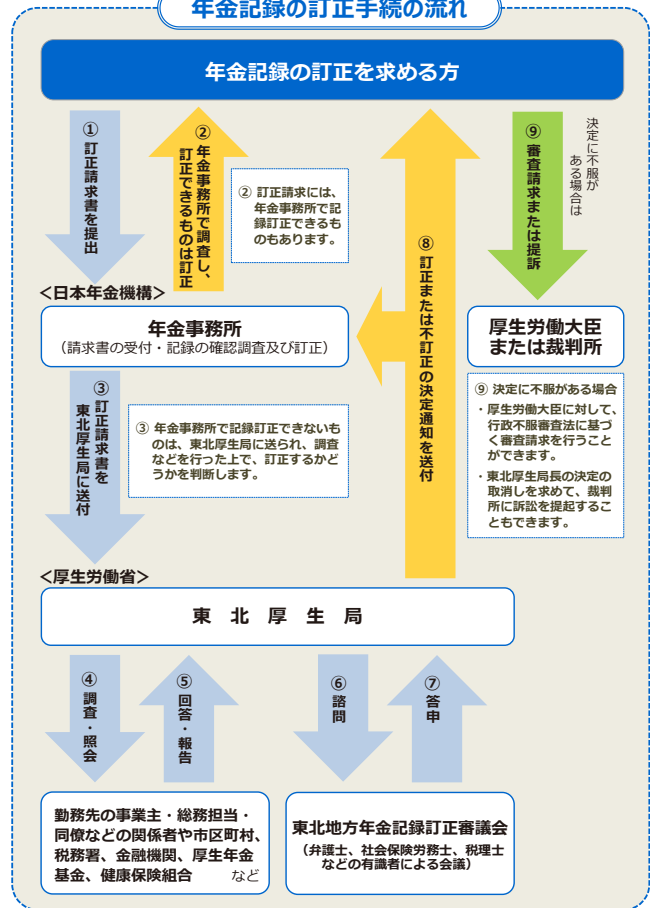 年金記録の訂正手続の流れ
年金記録の訂正を求める方
①
訂正請求書を提出
②
年金事務所で調査し、
訂正できるものは訂正
② 訂正請求には、
年金事務所で記
録訂正できるも
のもあります。
⑧
訂正または不訂正の決定通知を送付
⑨
審査請求または提訴
決定に不服が
ある場合は
＜日本年金機構＞
年金事務所
（請求書の受付・記録の確認調査及び訂正）
厚生労働大臣
または裁判所
③
訂正請求書を
東北厚生局に送付
③ 年金事務所で記録訂正できないも
のは、東北厚生局に送られ、調査
などを行った上で、訂正するかど
うかを判断します。
⑨ 決定に不服がある場合
・厚生労働大臣に対して、
行政不服審査法に基づ
く審査請求を行うこと
ができます。
・東北厚生局長の決定の
取消しを求めて、裁判
所に訴訟を提起するこ
ともできます。
＜厚生労働省＞
東 北 厚 生 局
④
調査・照会
⑤
回答・報告
⑥
諮問
⑦
答申
勤務先の事業主・総務担当・
同僚などの関係者や市区町村、
税務署、金融機関、厚生年金
基金、健康保険組合 など
東北地方年金記録訂正審議会
（弁護士、社会保険労務士、税理士
などの有識者による会議）